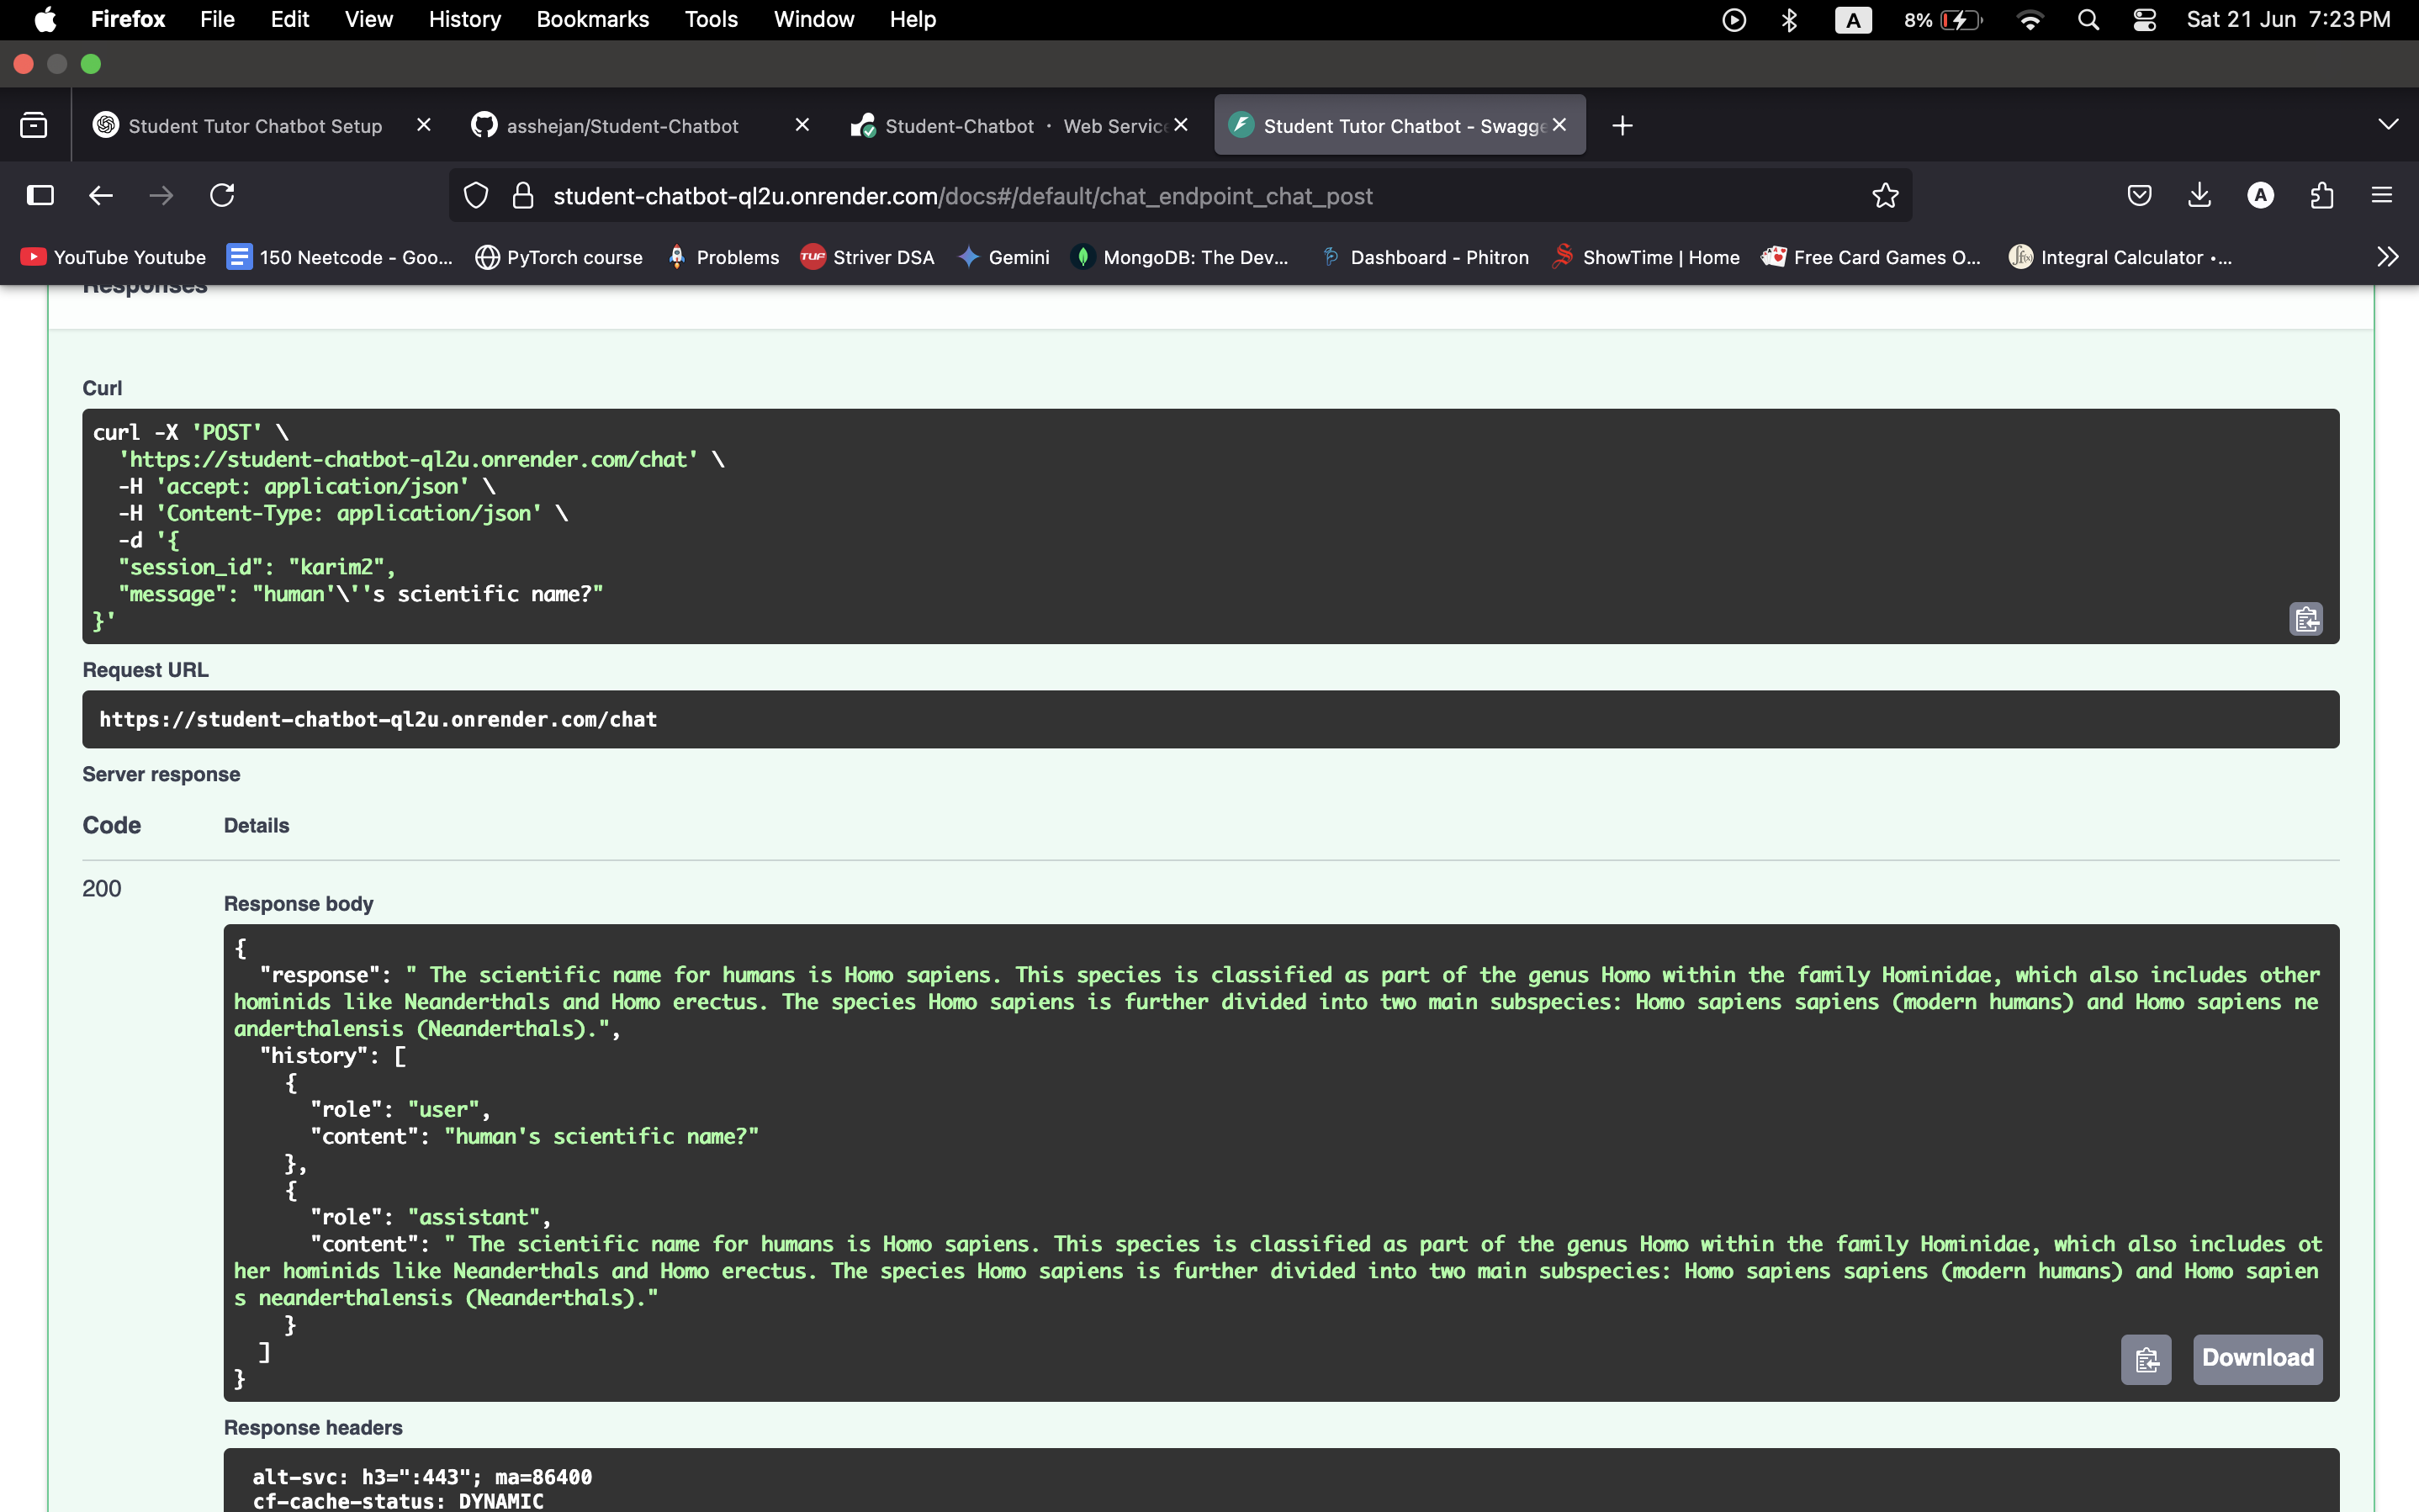 Firefox File Edit View History Bookmarks Tools Window Help A 8% Sat 21 Jun 7:23 PM
Student Tutor Chatbot Setup
asshejan/Student-Chatbot
Student-Chatbot · Web Service
Student Tutor Chatbot - Swagge
student-chatbot-ql2u.onrender.com/docs#/default/chat_endpoint_chat_post
A
YouTube Youtube 150 Neetcode - Goo... PyTorch course Problems TUF Striver DSA Gemini MongoDB: The Dev... Dashboard - Phitron ShowTime | Home Free Card Games O... Integral Calculator •...
Responses
Curl
curl -X 'POST' \
'https://student-chatbot-ql2u.onrender.com/chat' \
-H 'accept: application/json' \
-H 'Content-Type: application/json' \
-d '{
"session_id": "karim2",
"message": "human'\''s scientific name?"
}'
Request URL
https://student-chatbot-ql2u.onrender.com/chat
Server response
Code Details
200
Response body
{
"response": " The scientific name for humans is Homo sapiens. This species is classified as part of the genus Homo within the family Hominidae, which also includes other
hominids like Neanderthals and Homo erectus. The species Homo sapiens is further divided into two main subspecies: Homo sapiens sapiens (modern humans) and Homo sapiens ne
anderthalensis (Neanderthals).",
"history": [
{
"role": "user",
"content": "human's scientific name?"
},
{
"role": "assistant",
"content": " The scientific name for humans is Homo sapiens. This species is classified as part of the genus Homo within the family Hominidae, which also includes ot
her hominids like Neanderthals and Homo erectus. The species Homo sapiens is further divided into two main subspecies: Homo sapiens sapiens (modern humans) and Homo sapien
s neanderthalensis (Neanderthals)."
}
]
}
Download
Response headers
alt-svc: h3=":443"; ma=86400
cf-cache-status: DYNAMIC